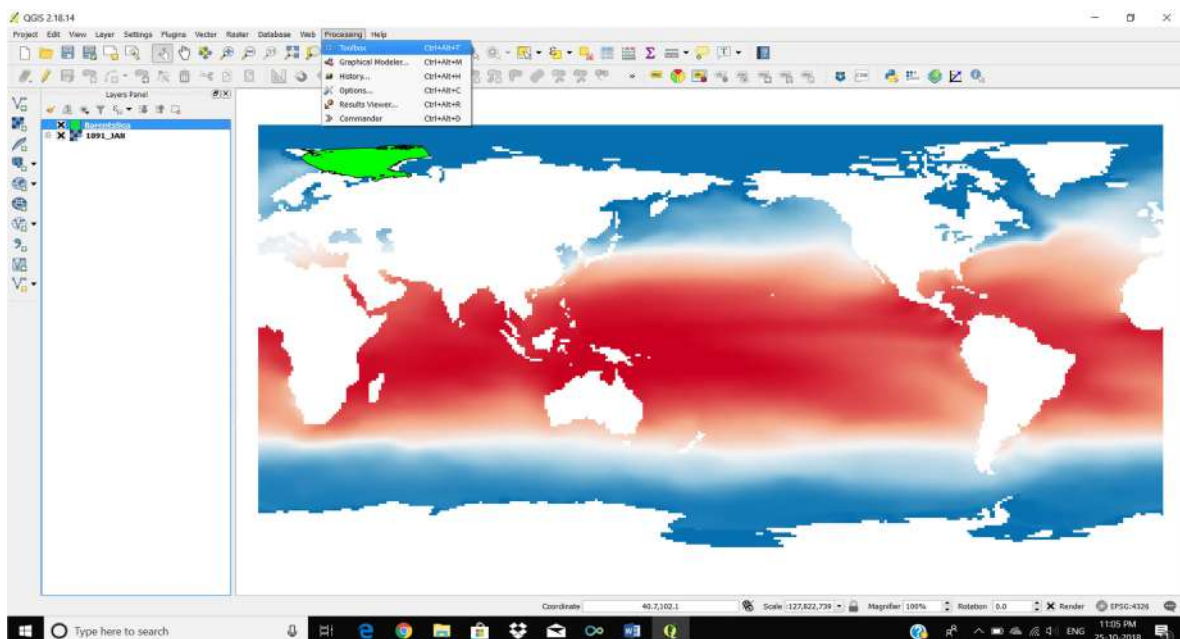 QGIS 2.18.14
Project Edit View Layer Settings Plugins Vector Raster Database Web Processing Help
Toolbox Ctrl+Alt+T
Graphical Modeler... Ctrl+Alt+M
History... Ctrl+Alt+H
Options... Ctrl+Alt+C
Results Viewer... Ctrl+Alt+R
Commander Ctrl+Alt+D
Layers Panel
BarentsSea
1891_JAN
Coordinate 40.7,102.1 Scale 127,822,739 Magnifier 100% Rotation 0.0 Render EPSG:4326
Type here to search
ENG
11:05 PM
15-10-2018